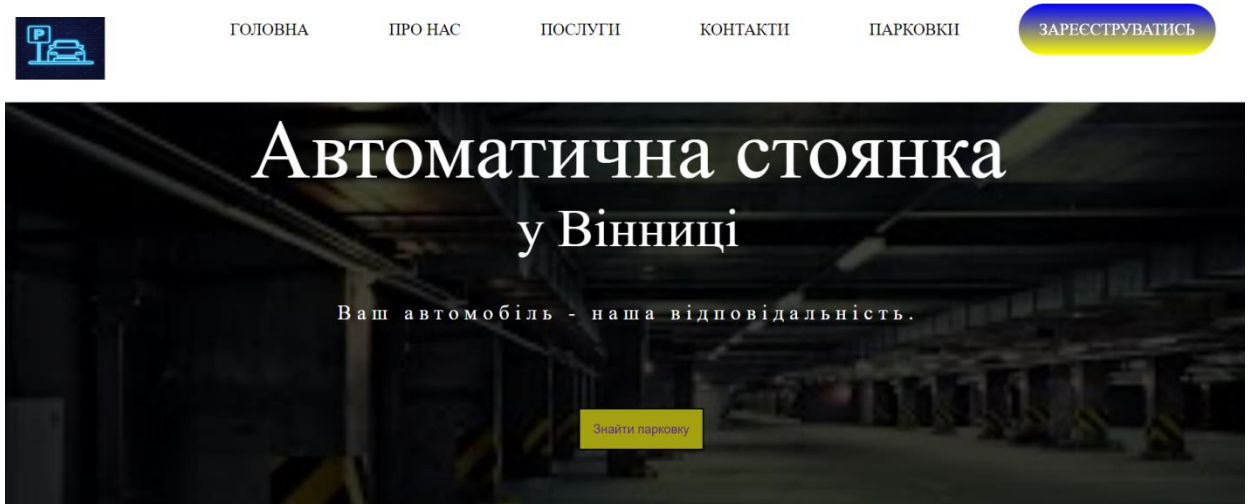 P
ГОЛОВНА ПРО НАС ПОСЛУГИ КОНТАКТИ ПАРКОВКИ ЗАРЕЄСТРУВАТИСЬ
Автоматична стоянка
у Вінниці
Ваш автомобіль - наша відповідальність.
Знайти парковку